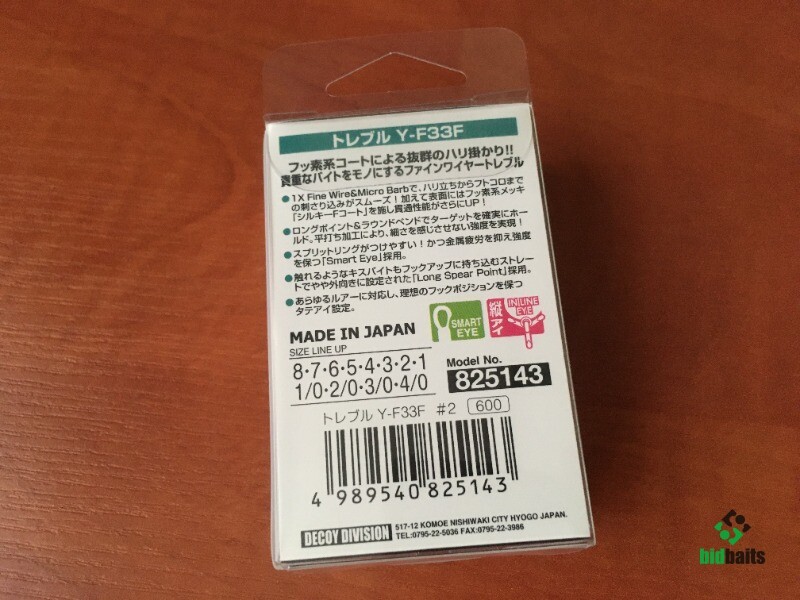 トレブル Y-F33F
フッ素系コートによる抜群のハリ掛かり!!
貴重なバイトをモノにするファインワイヤートレブル
●1X Fine Wire&Micro Barbで、ハリ立ちからフトコロまで
の刺さり込みがスムーズ!加えて表面にはフッ素系メッキ
「シルキーFコート」を施し貫通性能がさらにUP!
●ロングポイント&ラウンドベンドでターゲットを確実にホー
ルド。平打ち加工により、細さを感じさせない強度を実現!
●スプリットリングがつけやすい!かつ金属疲労を抑え強度
を保つ「Smart Eye」採用。
●触れるようなキスバイトもフックアップに持ち込むストレー
トでやや外向きに設定された「Long Spear Point」採用。
●あらゆるルアーに対応し、理想のフックポジションを保つ
タテアイ設定。
MADE IN JAPAN
SMART
EYE
縦アイ
IN LINE
EYE
SIZE LINE UP
8・7・6・5・4・3・2・1
1/0・2/0・3/0・4/0
Model No.
825143
トレブル Y-F33F #2 600
4 989540 825143
DECOY DIVISION
517-12 KOMOE NISHIWAKI CITY HYOGO JAPAN.
TEL:0795-22-5036 FAX:0795-22-3986
bidbaits